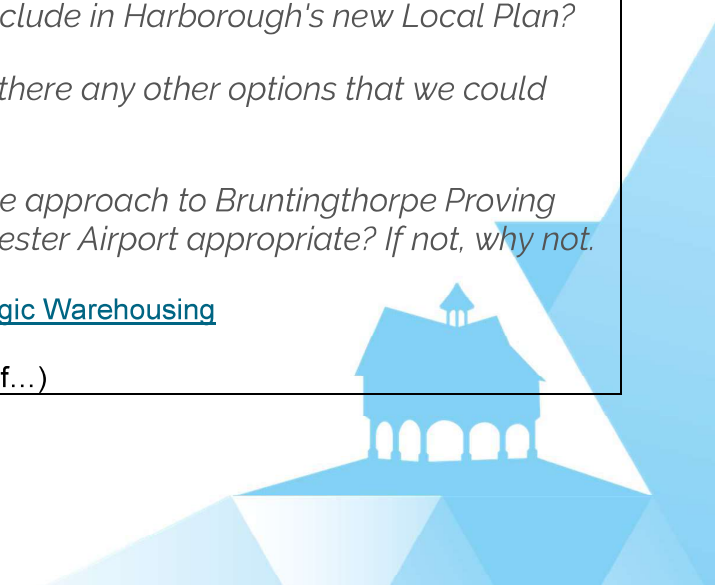 clude in Harborough's new Local Plan?
there any other options that we could
e approach to Bruntingthorpe Proving
ester Airport appropriate? If not, why not.
gic Warehousing
f...)